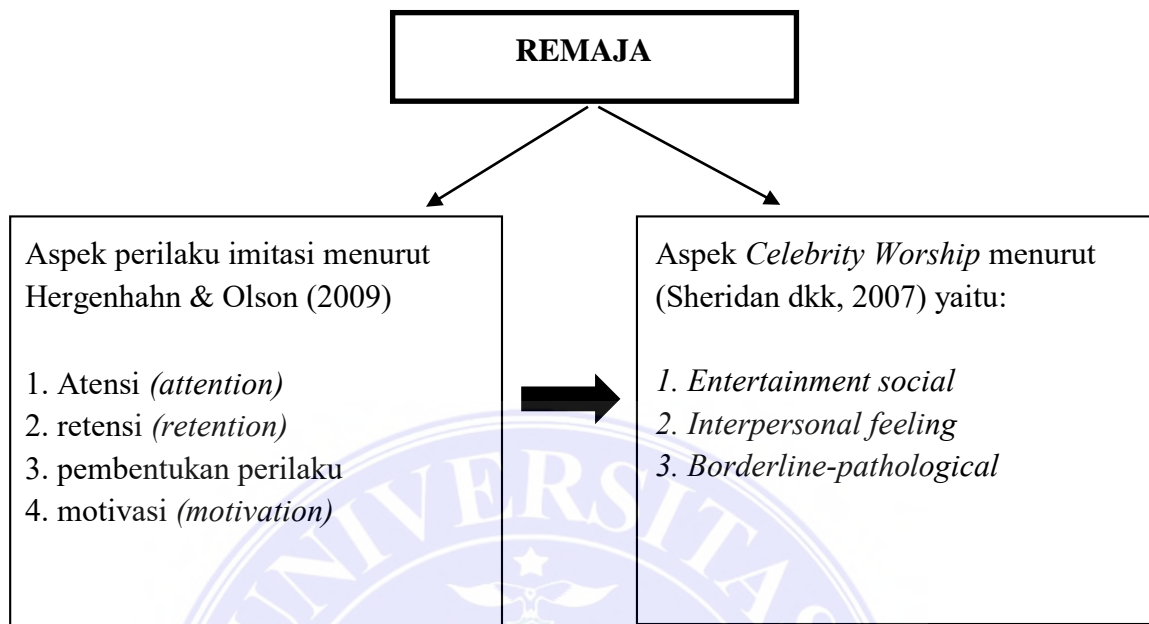 REMAJA
Aspek perilaku imitasi menurut
Hergenhahn & Olson (2009)
1. Atensi (attention)
2. retensi (retention)
3. pembentukan perilaku
4. motivasi (motivation)
Aspek Celebrity Worship menurut
(Sheridan dkk, 2007) yaitu:
1. Entertainment social
2. Interpersonal feeling
3. Borderline-pathological
UNIVERSITAS